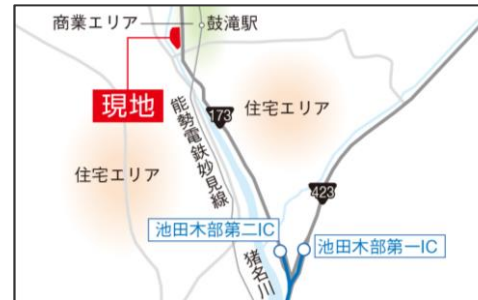 商業エリア
鼓滝駅
現地
能勢電鉄妙見線
173
住宅エリア
住宅エリア
423
池田木部第二IC
池田木部第一IC
猪名川